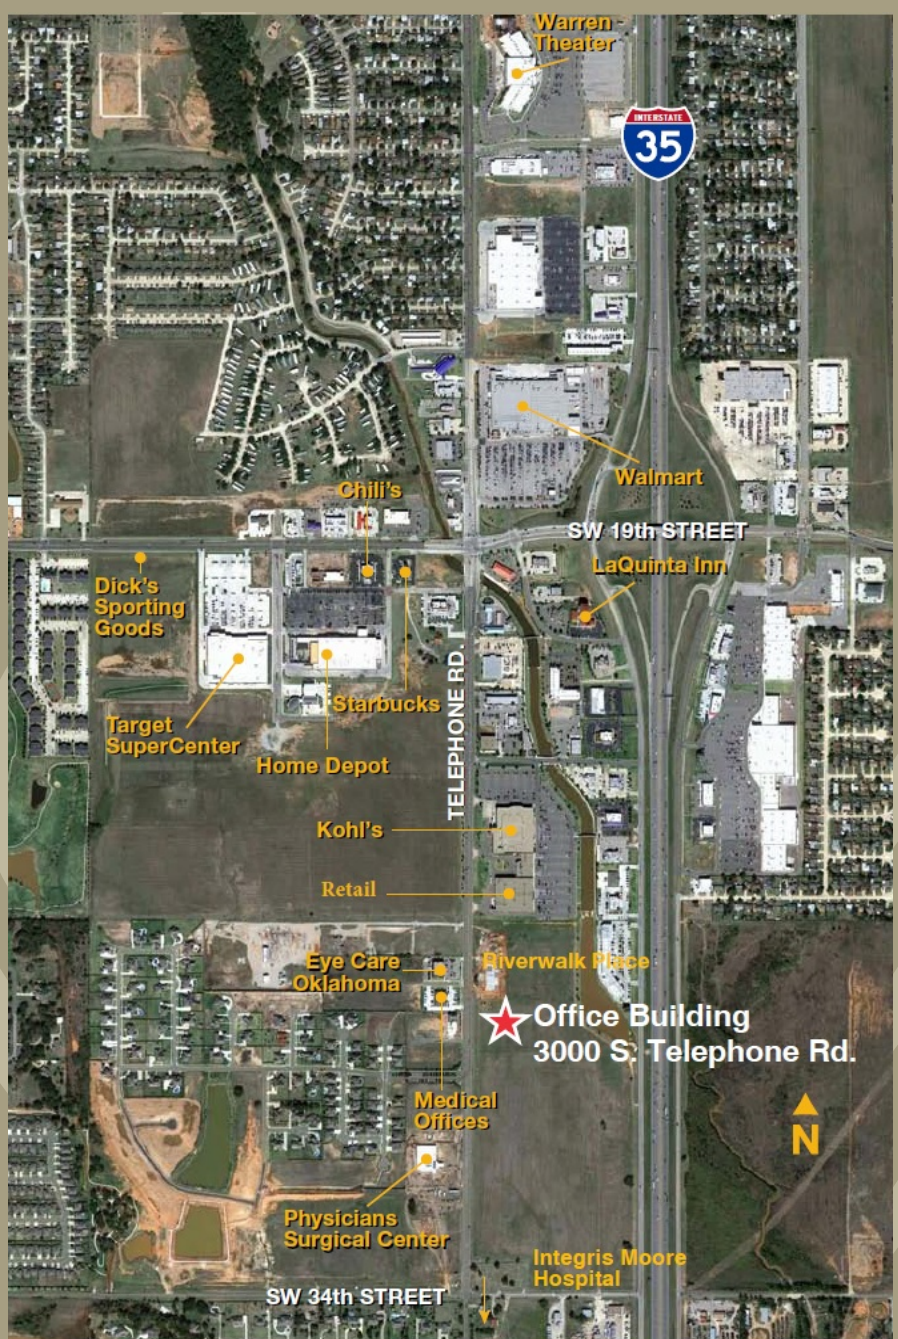 Warren
Theater
INTERSTATE
35
Walmart
Chili's
SW 19th STREET
LaQuinta Inn
Dick's
Sporting
Goods
TELEPHONE RD.
Starbucks
Target
SuperCenter
Home Depot
Kohl's
Retail
Eye Care
Oklahoma
Riverwalk Place
Office Building
3000 S. Telephone Rd.
Medical
Offices
N
Physicians
Surgical Center
Integris Moore
Hospital
SW 34th STREET